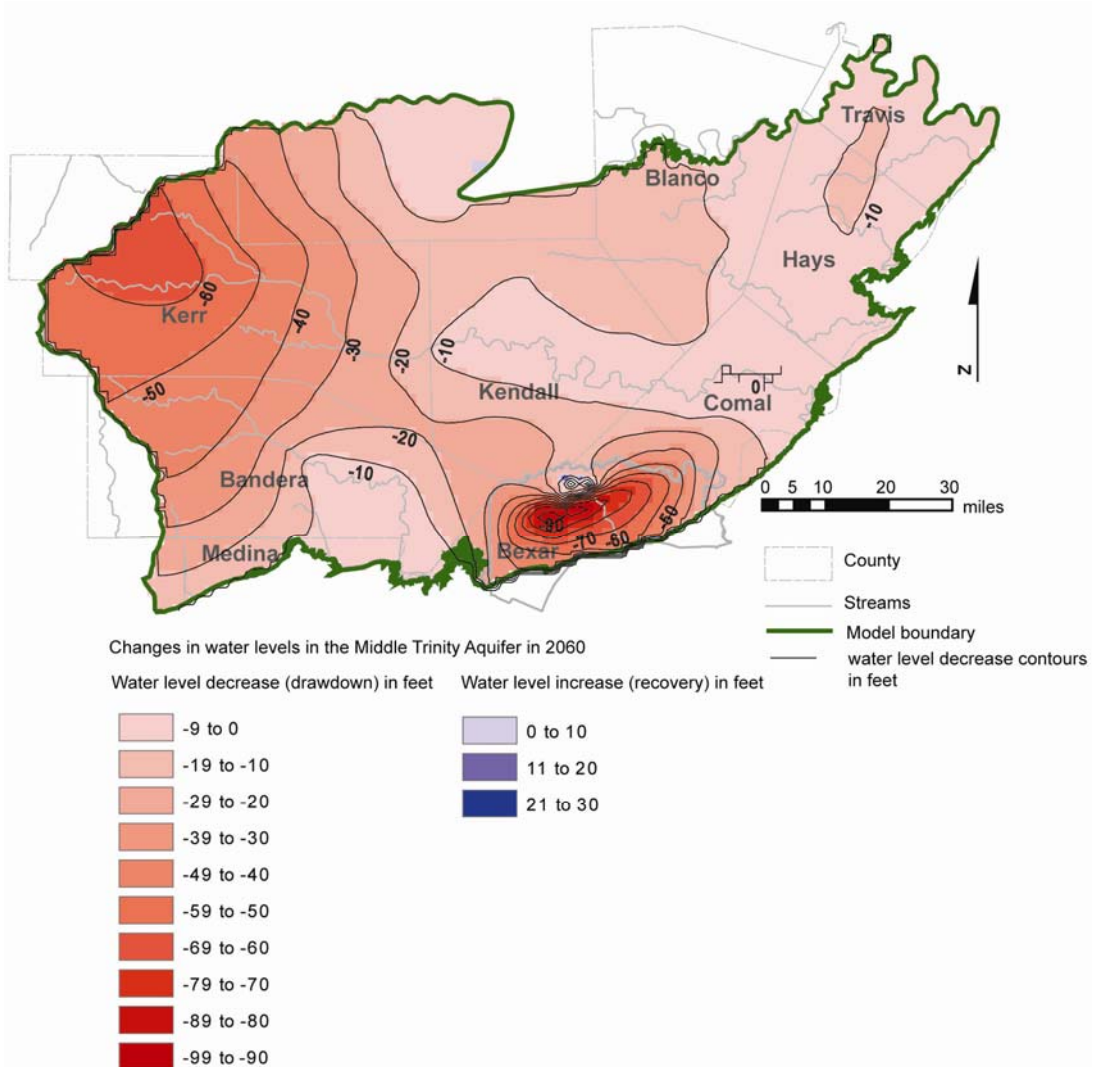 Travis
Blanco
-10
Hays
-60
Kerr
-40
-30
-20
-10
-50
Kendall
0
Comal
N
-20
-10
Bandera
0 5 10 20 30
miles
-90
-50
Medina
Bexar
-70
-60
County
Streams
Model boundary
water level decrease contours
in feet
Changes in water levels in the Middle Trinity Aquifer in 2060
Water level decrease (drawdown) in feet
Water level increase (recovery) in feet
-9 to 0
-19 to -10
-29 to -20
-39 to -30
-49 to -40
-59 to -50
-69 to -60
-79 to -70
-89 to -80
-99 to -90
0 to 10
11 to 20
21 to 30